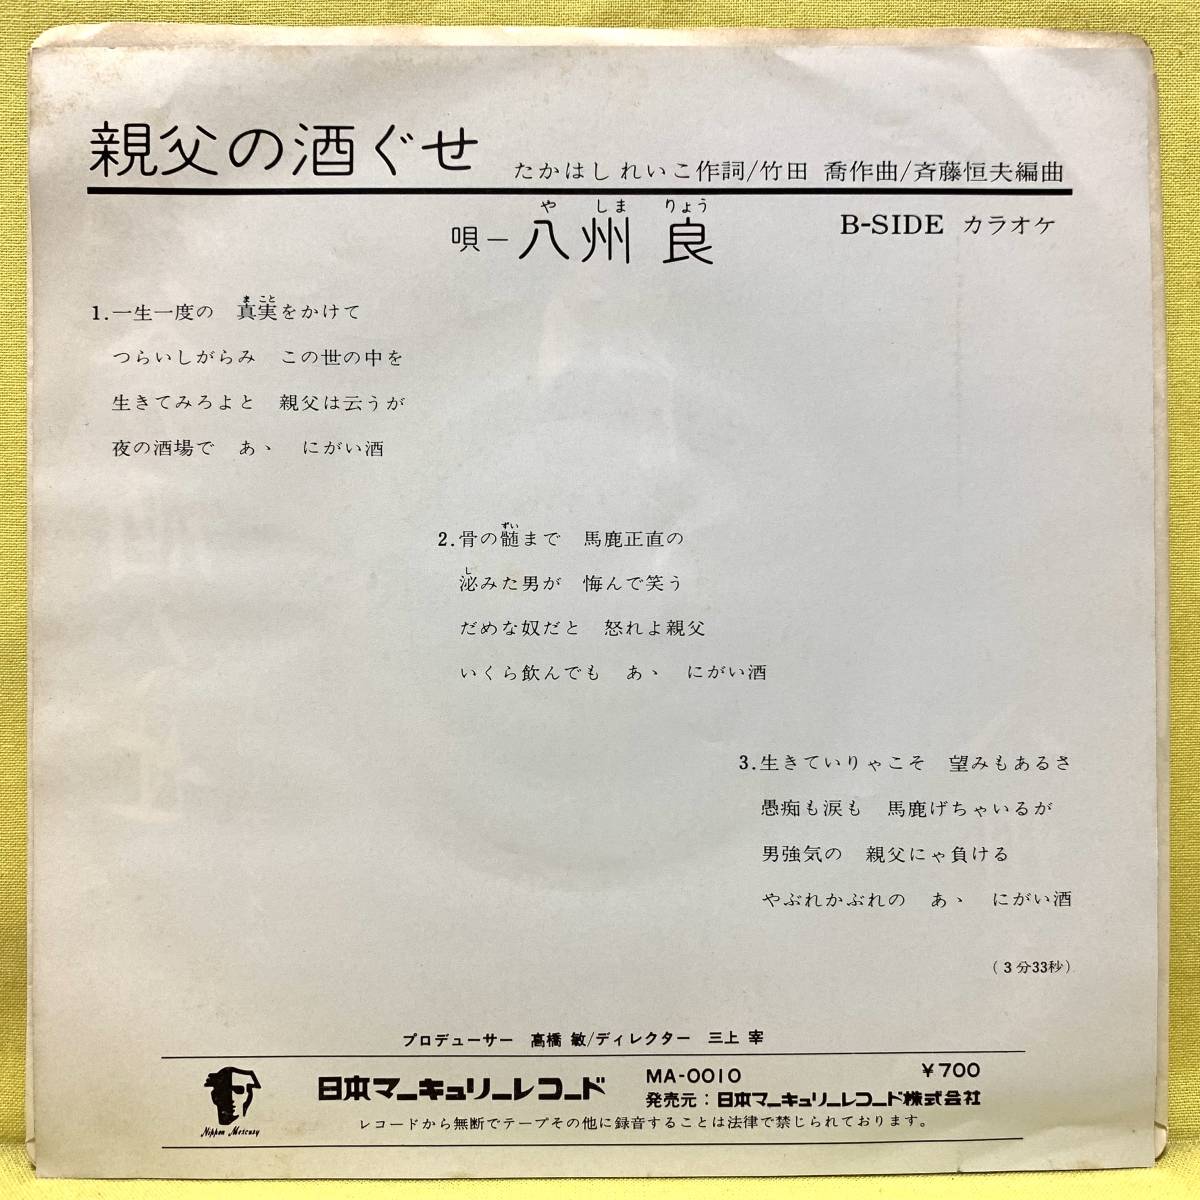 親父の酒ぐせ たかはし れいこ作詞/竹田 喬作曲/斉藤恒夫編曲
や しま りょう
唄ー八州 良 B-SIDE カラオケ
まこと
1.一生一度の 真実をかけて
つらいしがらみ この世の中を
生きてみろよと 親父は云うが
夜の酒場で あゝ にがい酒
ずい
2.骨の髄まで 馬鹿正直の
し
泌みた男が 悔んで笑う
だめな奴だと 怒れよ親父
いくら飲んでも あゝ にがい酒
3.生きていりゃこそ 望みもあるさ
愚痴も涙も 馬鹿げちゃいるが
男強気の 親父にゃ負ける
やぶれかぶれの あゝ にがい酒
(3分33秒)
プロデューサー 高橋 敏/ディレクター 三上 宰
日本マーキュリーレコード MA-0010 ￥700
発売元：日本マーキュリーレコード株式会社
Nippon Mercury レコードから無断でテープその他に録音することは法律で禁じられております。